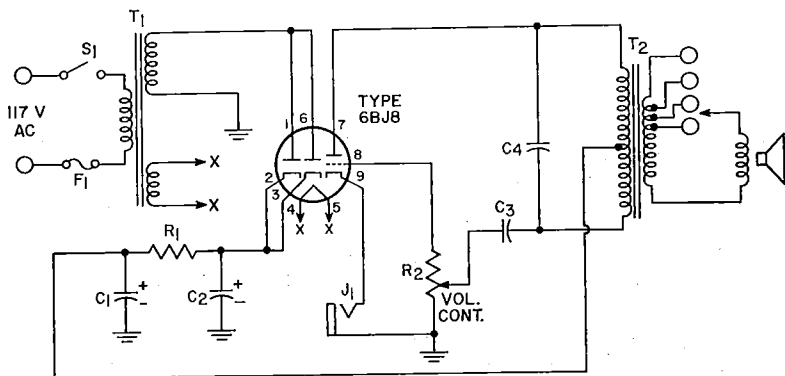 T1
S1
117 V
AC
F1
TYPE
6BJ8
1
6
7
2
3
4
5
8
9
X
X
X
X
R1
C1
+
-
C2
+
-
J1
R2
VOL.
CONT.
C3
C4
T2